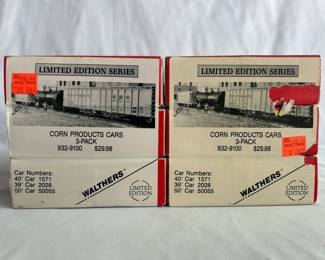 LIMITED EDITION SERIES
CORN PRODUCTS CARS
3-PACK
932-9100 $29.98
Car Numbers:
40' Car 1571
39' Car 2028
50' Car 50055
WALTHERS
LIMITED
EDITION
LIMITED EDITION SERIES
CORN PRODUCTS CARS
3-PACK
932-9100 $29.98
Car Numbers:
40' Car 1571
39' Car 2028
50' Car 50055
WALTHERS
LIMITED
EDITION